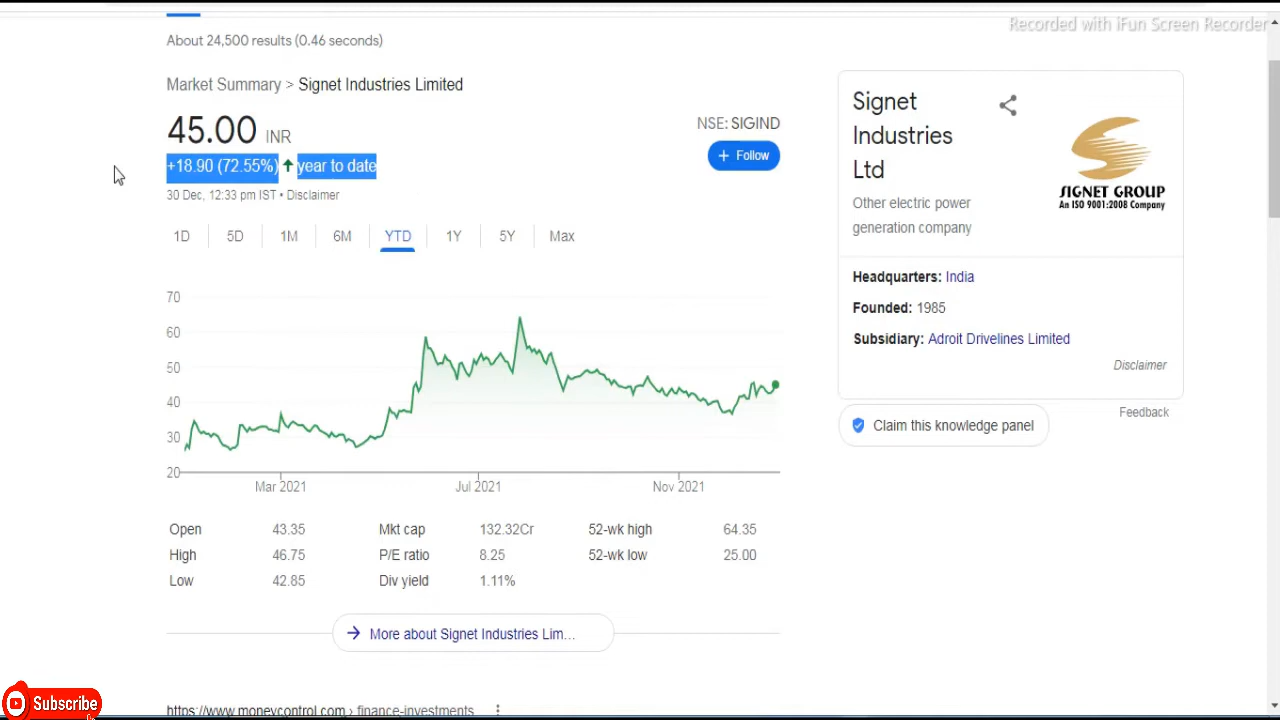 Recorded with iFun Screen Recorder
About 24,500 results (0.46 seconds)
Market Summary > Signet Industries Limited
45.00 INR
+18.90 (72.55%) ↑ year to date
30 Dec, 12:33 pm IST • Disclaimer
NSE: SIGIND
+ Follow
1D 5D 1M 6M YTD 1Y 5Y Max
70
60
50
40
30
20
Mar 2021 Jul 2021 Nov 2021
Open 43.35 Mkt cap 132.32Cr 52-wk high 64.35
High 46.75 P/E ratio 8.25 52-wk low 25.00
Low 42.85 Div yield 1.11%
→ More about Signet Industries Lim...
https://www.moneycontrol.com › finance-investments
Signet
Industries
Ltd
SIGNET GROUP
An ISO 9001:2008 Company
Other electric power
generation company
Headquarters: India
Founded: 1985
Subsidiary: Adroit Drivelines Limited
Disclaimer
Feedback
Claim this knowledge panel
Subscribe